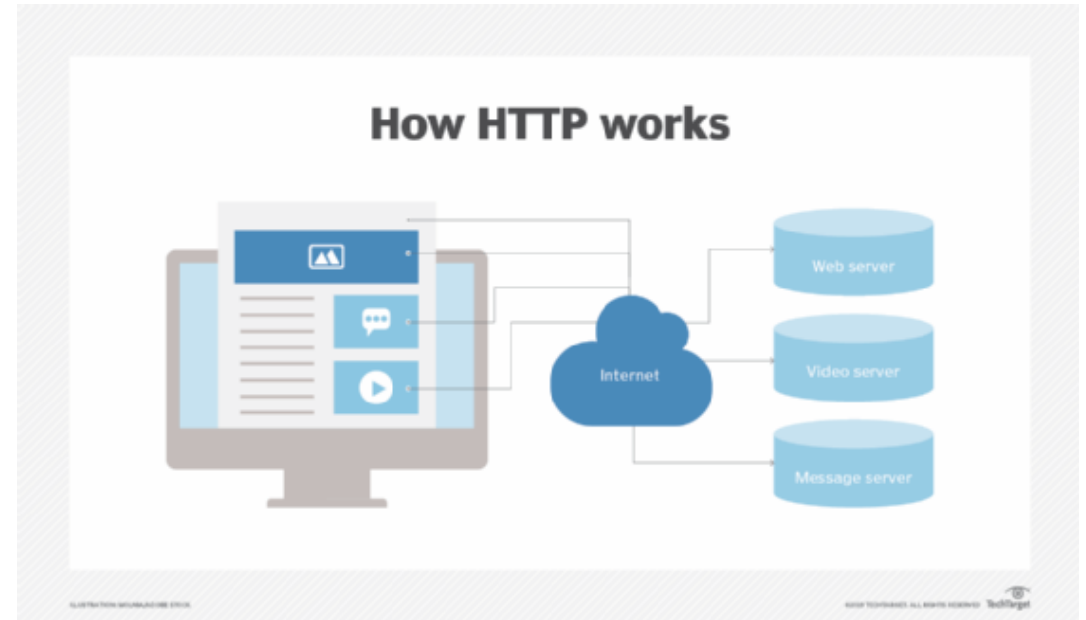 How HTTP works
Web server
Internet
Video server
Message server
TechTarget